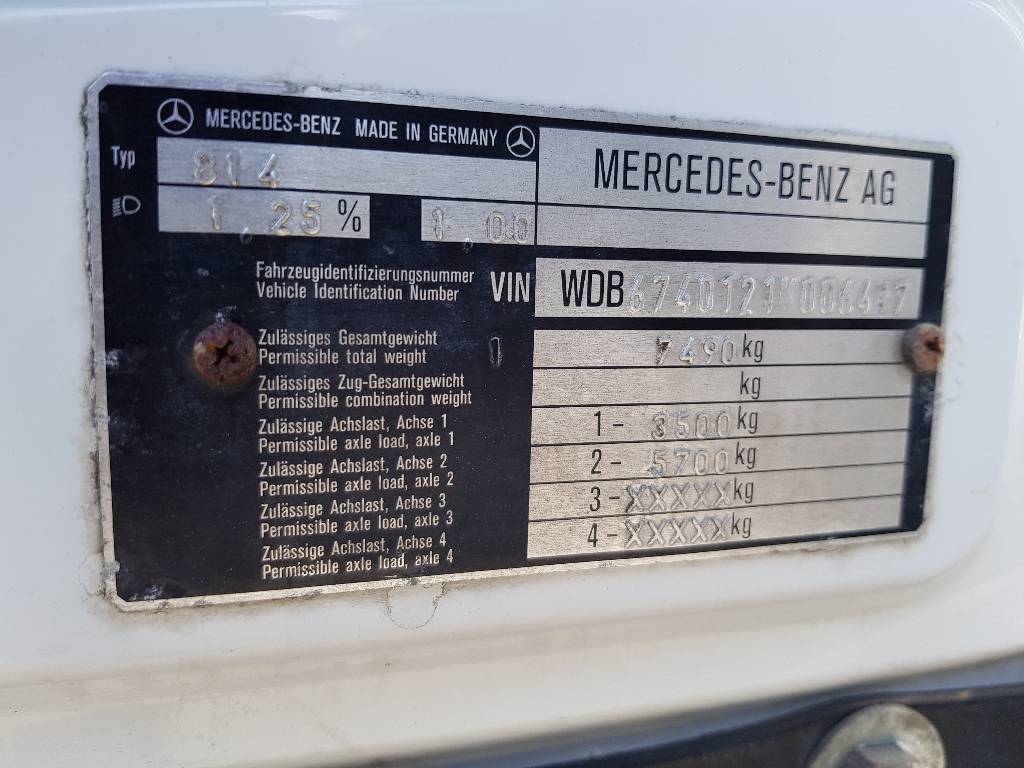 MERCEDES-BENZ MADE IN GERMANY
MERCEDES-BENZ AG
Typ 814
1,25% 1,00
Fahrzeugidentifizierungsnummer
Vehicle Identification Number
VIN WDB
Zulässiges Gesamtgewicht
Permissible total weight
7490 kg
Zulässiges Zug-Gesamtgewicht
Permissible combination weight
kg
Zulässige Achslast, Achse 1
Permissible axle load, axle 1
1- 3500 kg
Zulässige Achslast, Achse 2
Permissible axle load, axle 2
2- 5700 kg
Zulässige Achslast, Achse 3
Permissible axle load, axle 3
3- XXXXX kg
Zulässige Achslast, Achse 4
Permissible axle load, axle 4
4- XXXXX kg